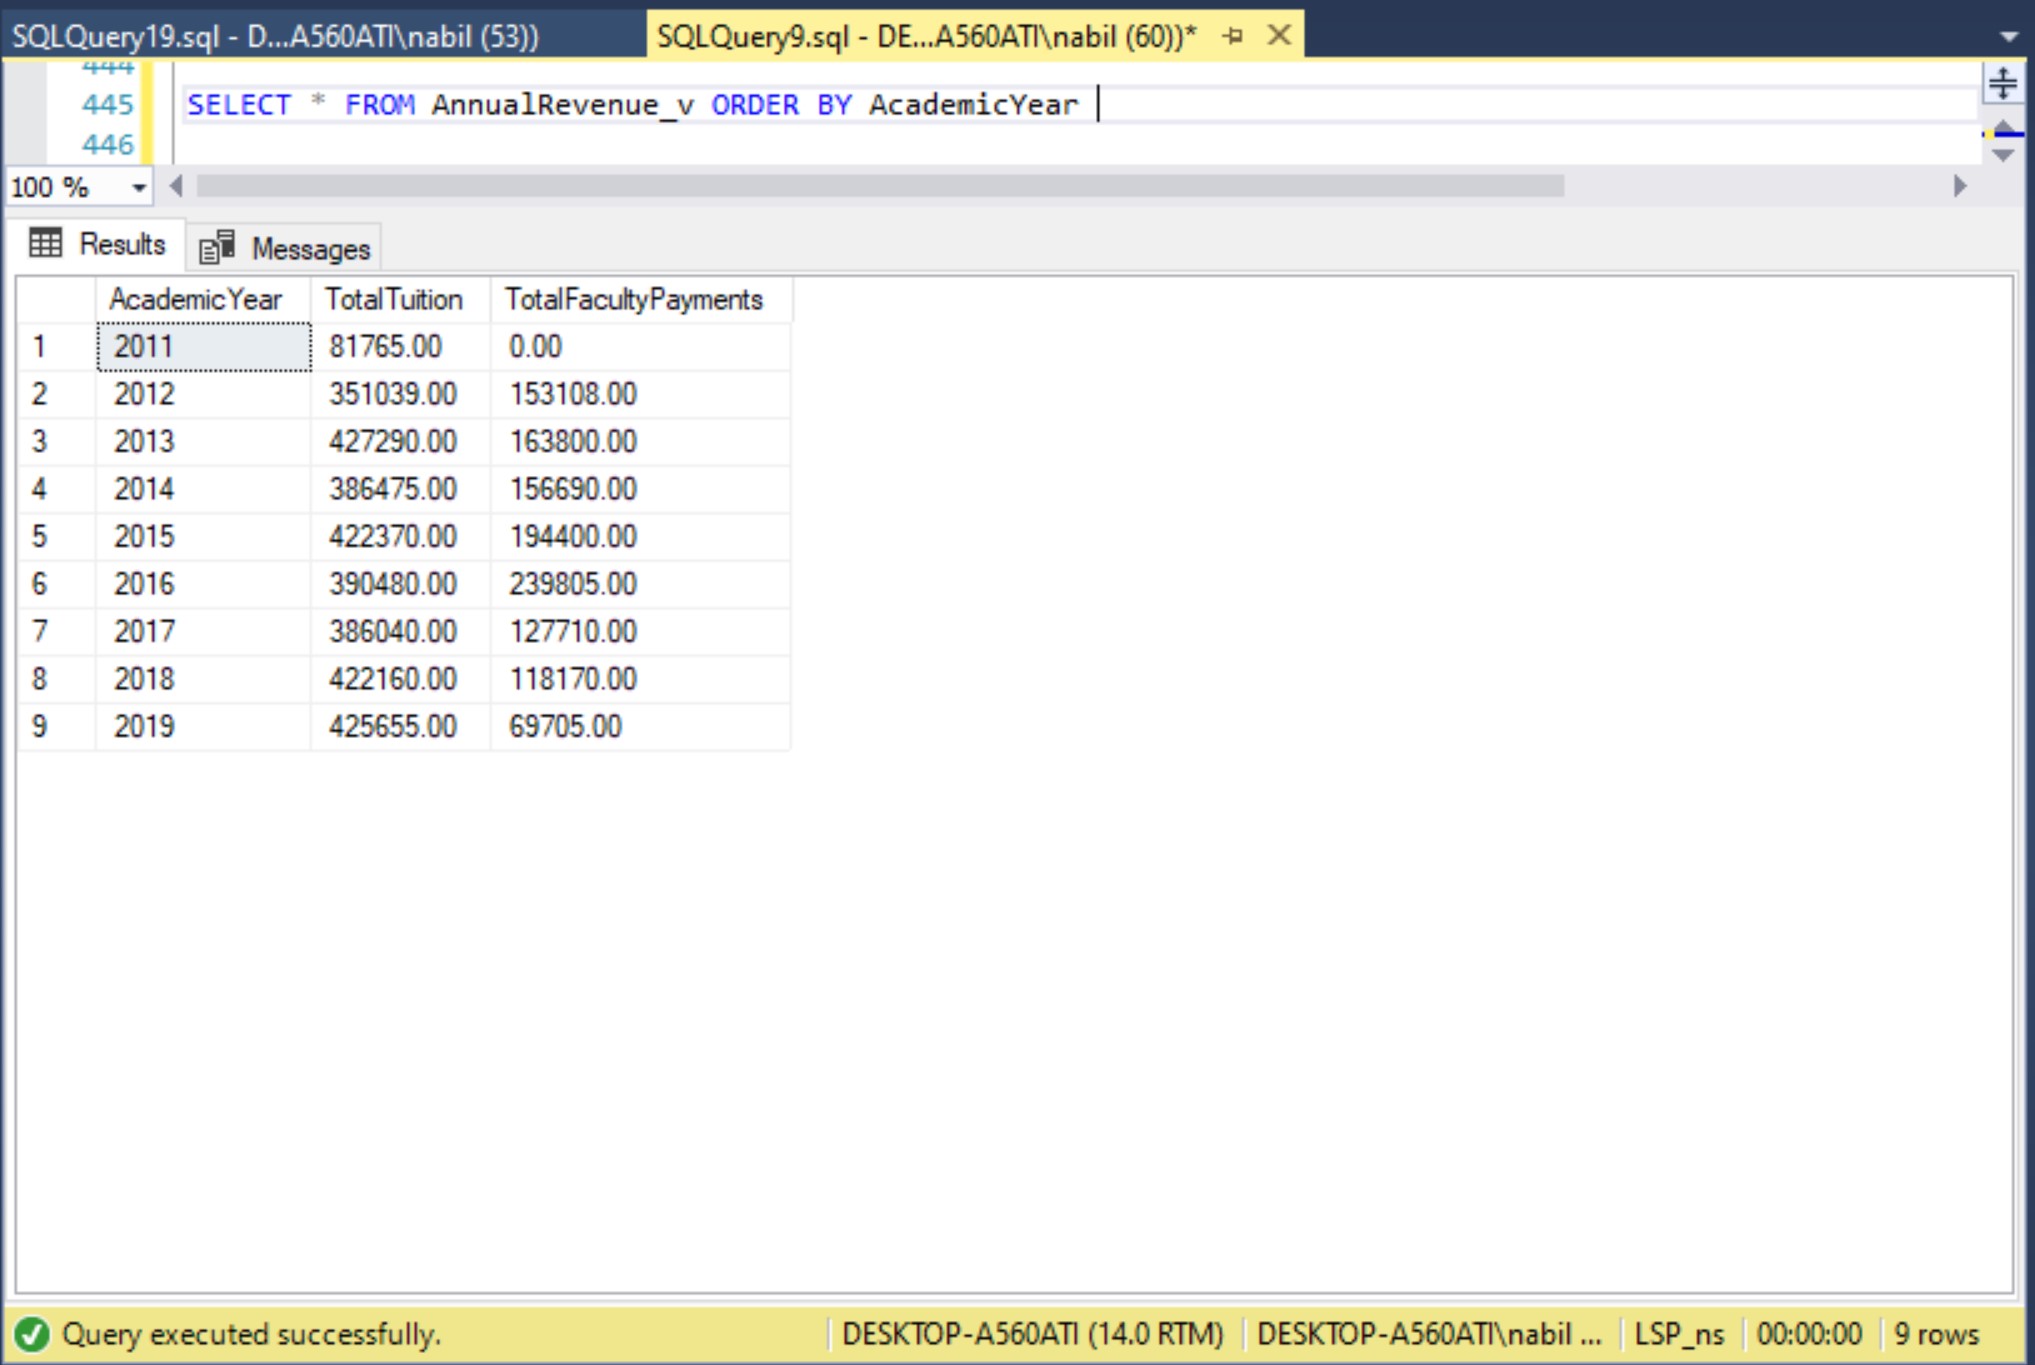 SQLQuery19.sql - D...A560ATI\nabil (53)) SQLQuery9.sql - DE...A560ATI\nabil (60))*
444
445 SELECT * FROM AnnualRevenue_v ORDER BY AcademicYear
446
100 %
Results Messages
AcademicYear TotalTuition TotalFacultyPayments
1 2011 81765.00 0.00
2 2012 351039.00 153108.00
3 2013 427290.00 163800.00
4 2014 386475.00 156690.00
5 2015 422370.00 194400.00
6 2016 390480.00 239805.00
7 2017 386040.00 127710.00
8 2018 422160.00 118170.00
9 2019 425655.00 69705.00
Query executed successfully. DESKTOP-A560ATI (14.0 RTM) DESKTOP-A560ATI\nabil ... LSP_ns 00:00:00 9 rows